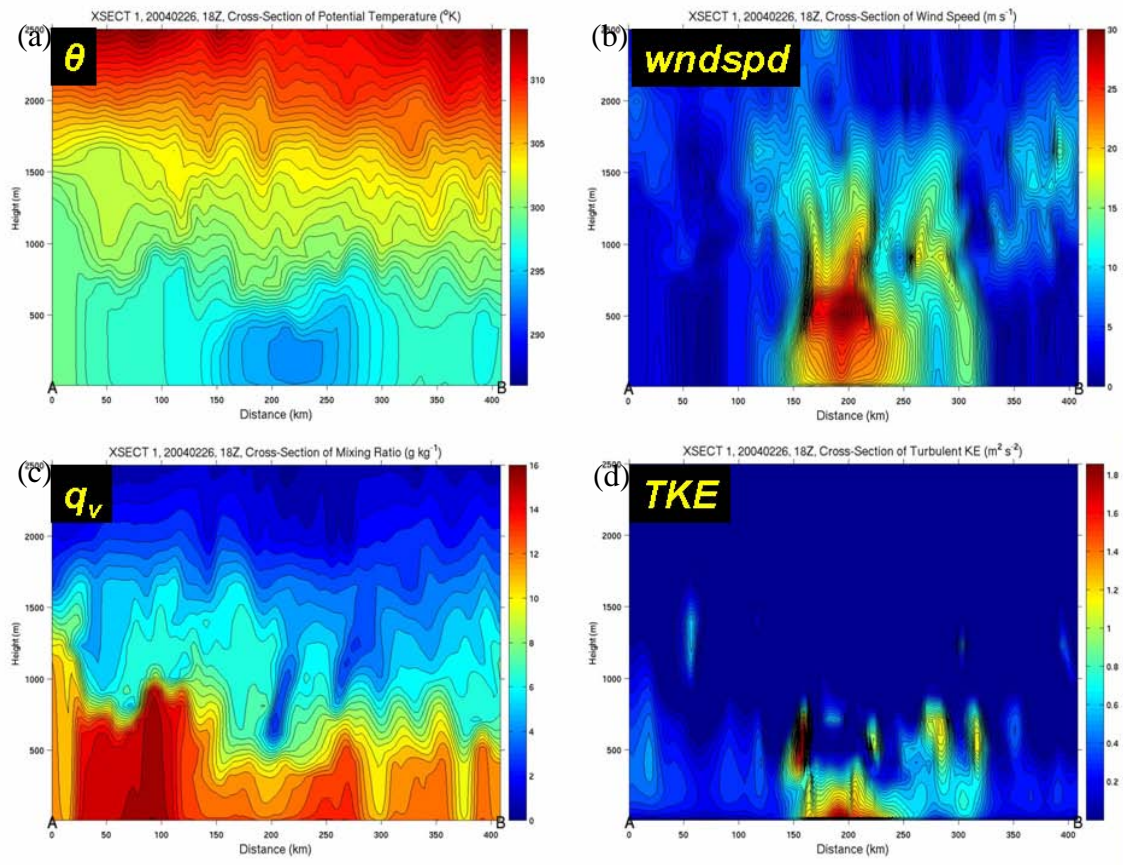 XSECT 1, 20040226, 18Z, Cross-Section of Potential Temperature (°K)
(a)
θ
2500
2000
1500
1000
500
Height (m)
A
B
0 50 100 150 200 250 300 350 400
Distance (km)
310
305
300
295
290
XSECT 1, 20040226, 18Z, Cross-Section of Wind Speed (m s⁻¹)
(b)
wndspd
2500
2000
1500
1000
500
Height (m)
A
B
0 50 100 150 200 250 300 350 400
Distance (km)
30
25
20
15
10
5
0
XSECT 1, 20040226, 18Z, Cross-Section of Mixing Ratio (g kg⁻¹)
(c)
qv
2500
2000
1500
1000
500
Height (m)
A
B
0 50 100 150 200 250 300 350 400
Distance (km)
16
14
12
10
8
6
4
2
0
XSECT 1, 20040226, 18Z, Cross-Section of Turbulent KE (m² s⁻²)
(d)
TKE
2500
2000
1500
1000
500
Height (m)
A
B
0 50 100 150 200 250 300 350 400
Distance (km)
1.8
1.6
1.4
1.2
1
0.8
0.6
0.4
0.2